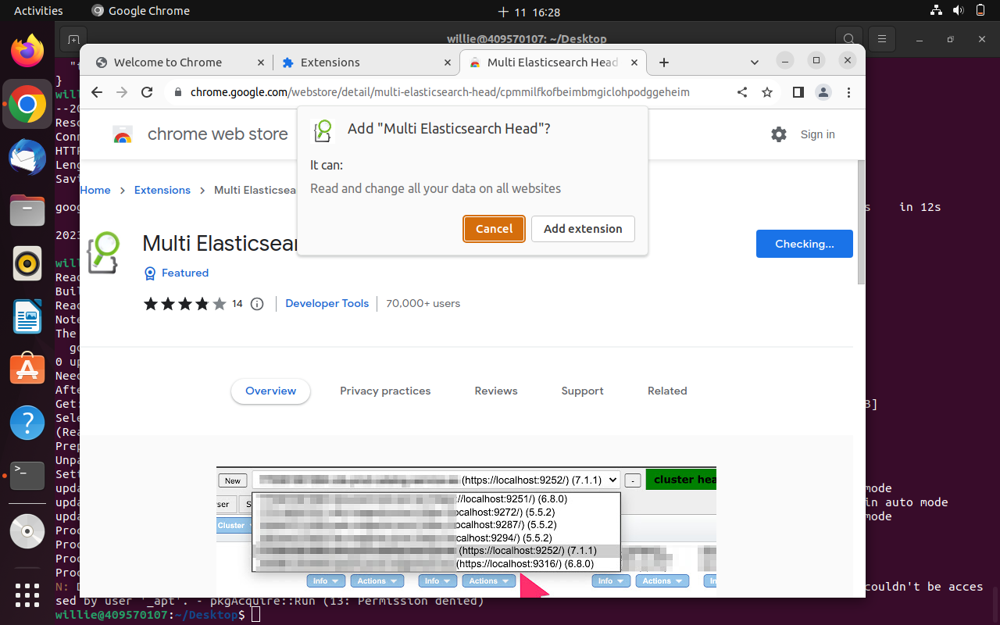 Activities
Google Chrome
11 16:28
willie@409570107: ~/Desktop
Welcome to Chrome
Extensions
Multi Elasticsearch Head
chrome.google.com/webstore/detail/multi-elasticsearch-head/cpmmilfkofbeimbmgiclohpodggeheim
chrome web store
Sign in
Add "Multi Elasticsearch Head"?
It can:
Read and change all your data on all websites
Cancel
Add extension
Home
Extensions
Multi Elasticsea
Multi Elasticsear
Checking...
Featured
14
Developer Tools
70,000+ users
Overview
Privacy practices
Reviews
Support
Related
New
(https://localhost:9252/) (7.1.1)
-
cluster hea
://localhost:9251/) (6.8.0)
ser
S
ocalhost:9272/) (5.5.2)
Cluster
ocalhost:9287/) (5.5.2)
ocalhost:9294/) (5.5.2)
(https://localhost:9252/) (7.1.1)
(https://localhost:9316/) (6.8.0)
Info
Actions
Info
Actions
Info
Actions
In
"
}
will
--20
Reso
Conn
HTTP
Leng
Savi
goog
s in 12s
2023
will
Read
Buil
Read
Note
The
go
0 up
Need
Afte
Get:
B]
Sele
(Rea
Prep
Unpa
Sett
upda
mode
upda
in auto mode
upda
mode
Proc
Proc
Proc
Proc
N: D
couldn't be acces
sed by user '_apt'. - pkgAcquire::Run (13: Permission denied)
willie@409570107:~/Desktop$